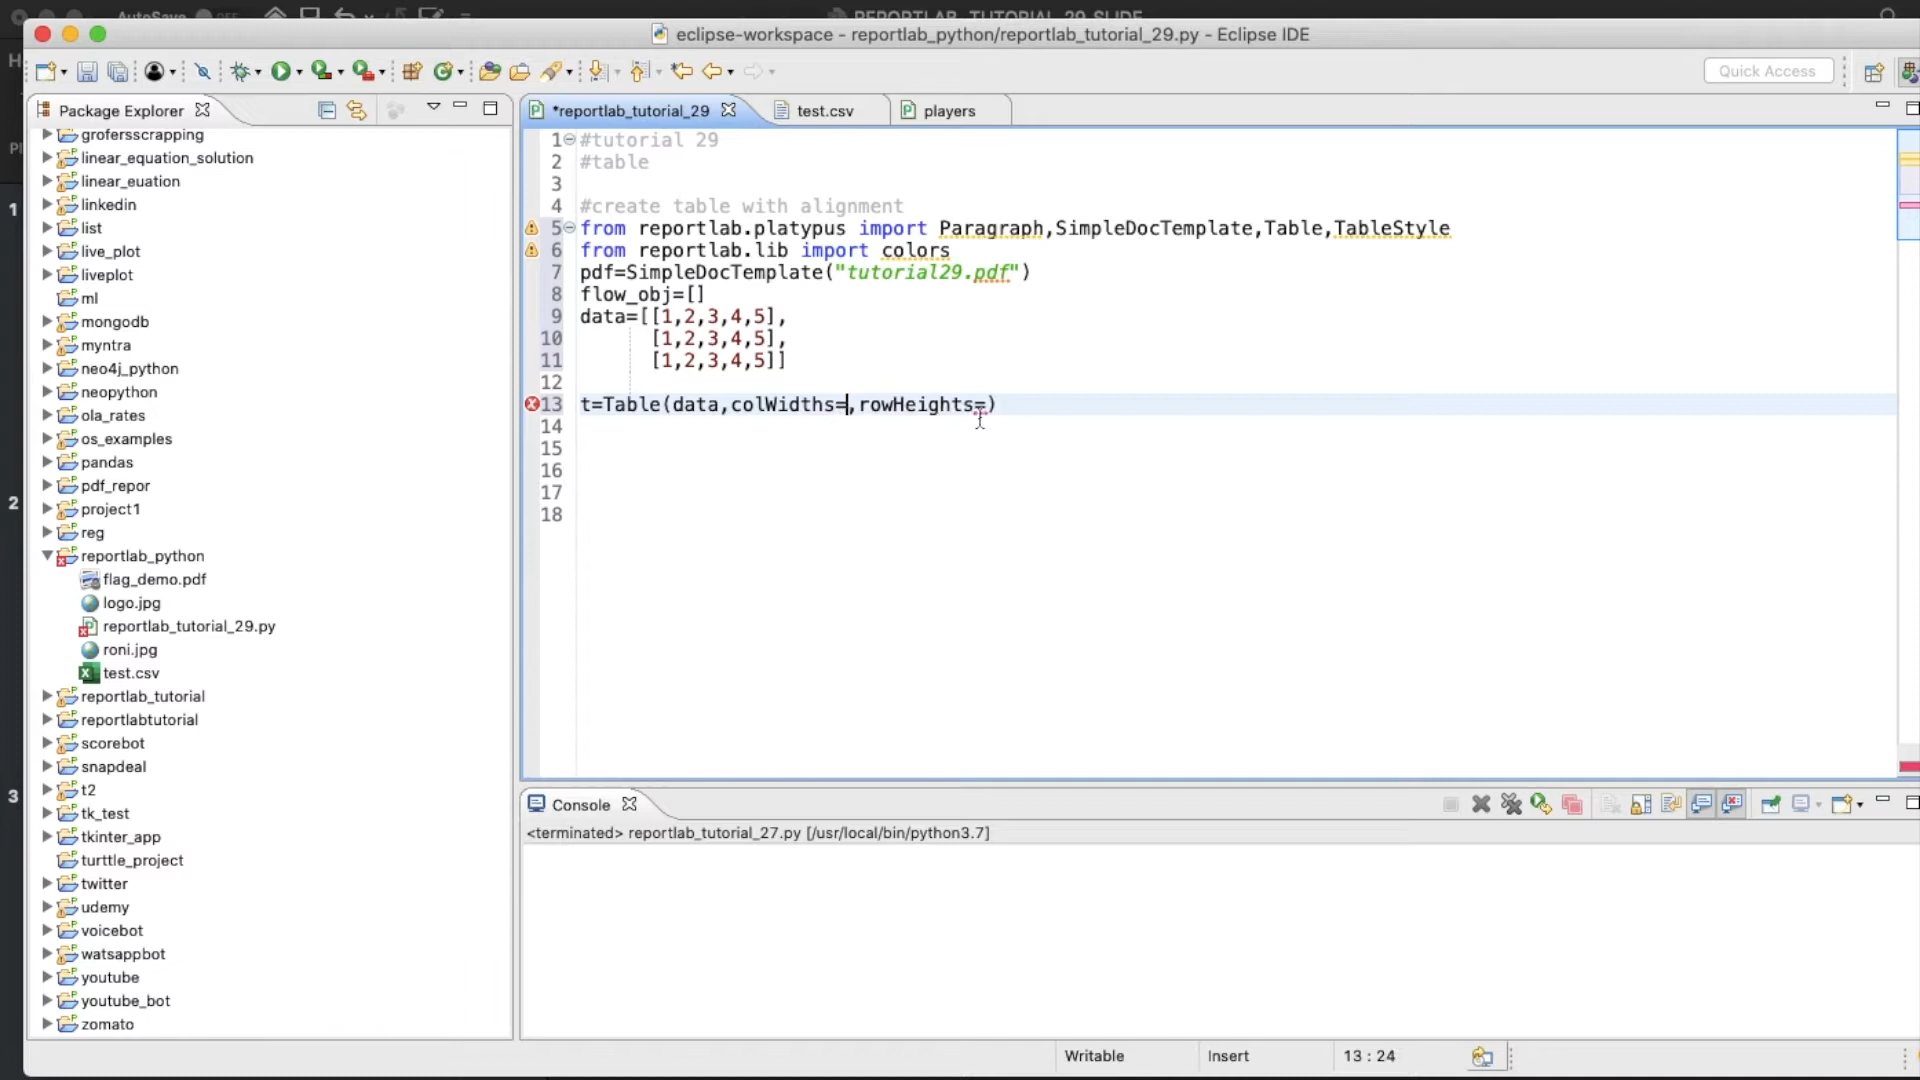 AutoSave OFF REPORTLAB_TUTORIAL_29_SLIDE
eclipse-workspace - reportlab_python/reportlab_tutorial_29.py - Eclipse IDE
Quick Access
Package Explorer
grofersscrapping
linear_equation_solution
linear_euation
linkedin
list
live_plot
liveplot
ml
mongodb
myntra
neo4j_python
neopython
ola_rates
os_examples
pandas
pdf_repor
project1
reg
reportlab_python
flag_demo.pdf
logo.jpg
reportlab_tutorial_29.py
roni.jpg
test.csv
reportlab_tutorial
reportlabtutorial
scorebot
snapdeal
t2
tk_test
tkinter_app
turttle_project
twitter
udemy
voicebot
watsappbot
youtube
youtube_bot
zomato
1
2
3
*reportlab_tutorial_29 test.csv players
1 #tutorial 29
2 #table
3
4 #create table with alignment
5 from reportlab.platypus import Paragraph,SimpleDocTemplate,Table,TableStyle
6 from reportlab.lib import colors
7 pdf=SimpleDocTemplate("tutorial29.pdf")
8 flow_obj=[]
9 data=[[1,2,3,4,5],
10 [1,2,3,4,5],
11 [1,2,3,4,5]]
12
13 t=Table(data,colWidths=,rowHeights=)
14
15
16
17
18
Console
<terminated> reportlab_tutorial_27.py [/usr/local/bin/python3.7]
Writable Insert 13 : 24